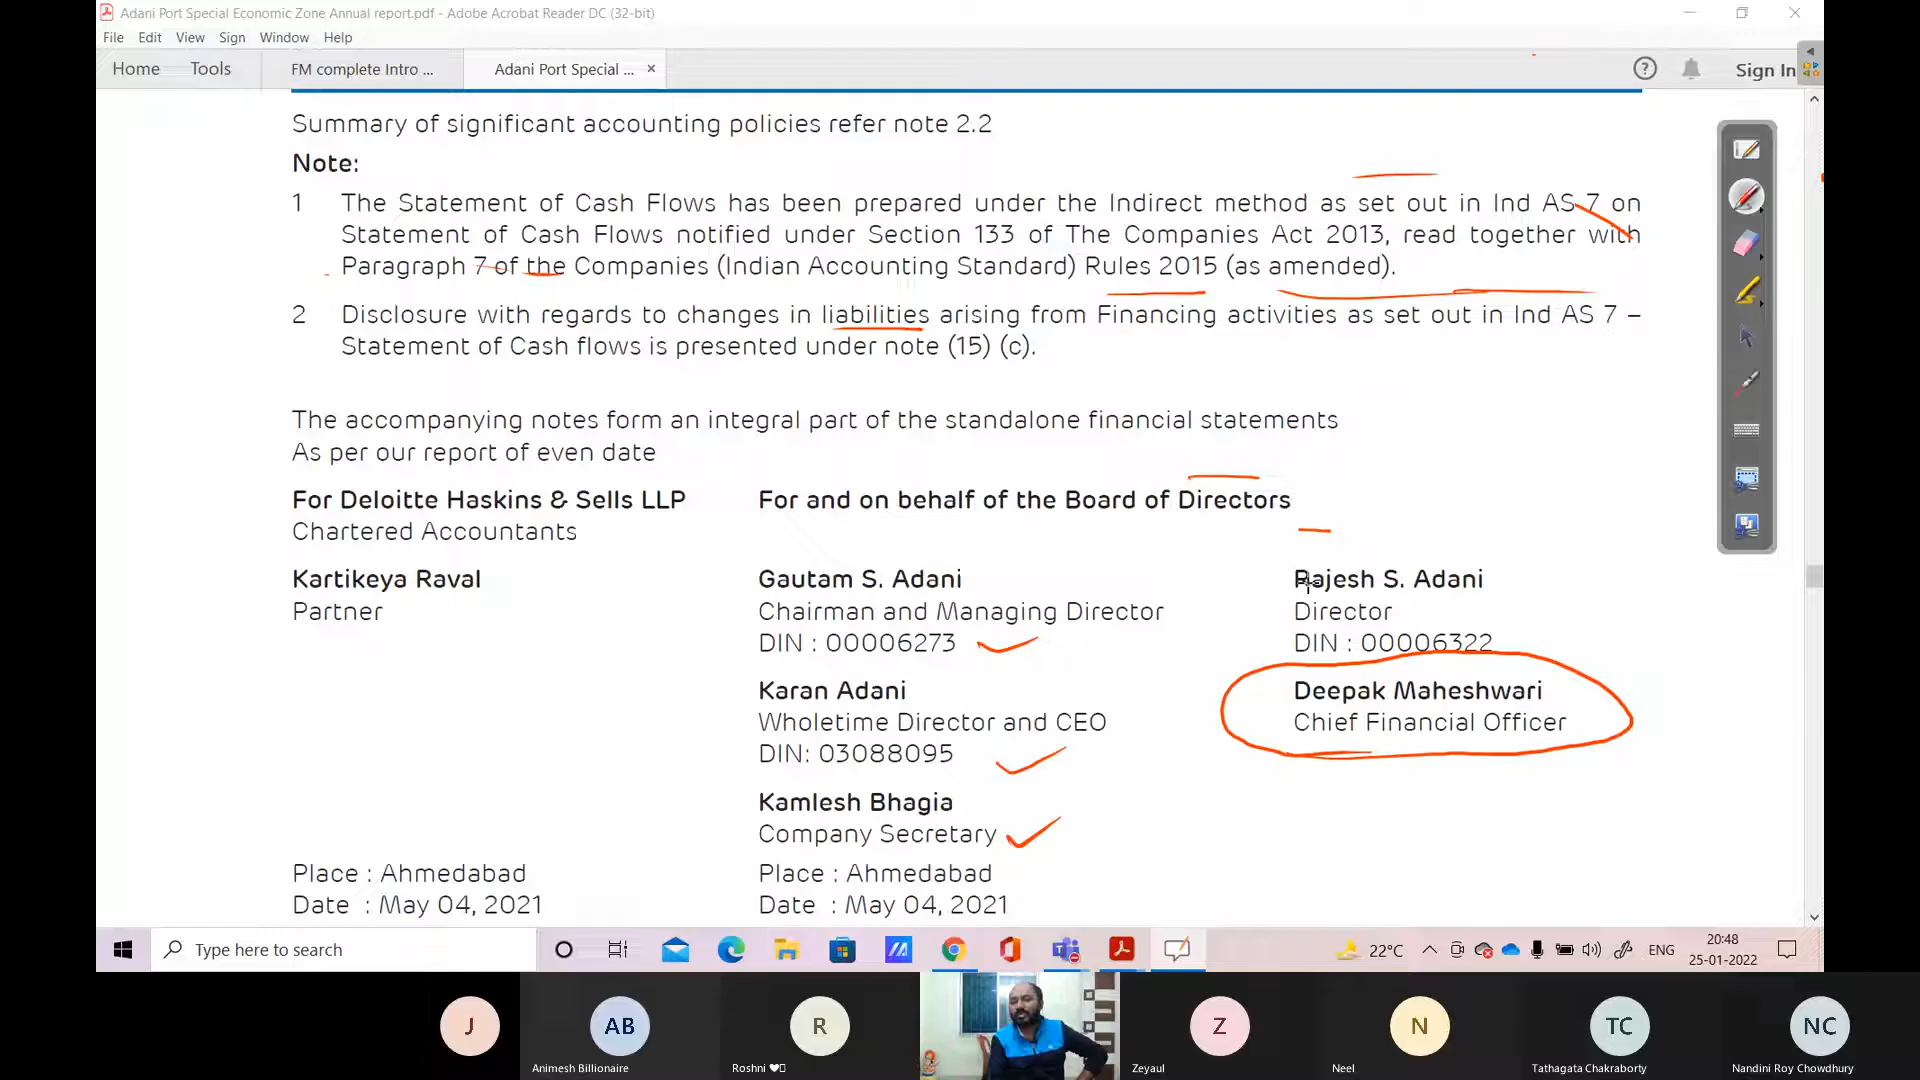 Adani Port Special Economic Zone Annual report.pdf - Adobe Acrobat Reader DC (32-bit)
File Edit View Sign Window Help
Home Tools FM complete Intro ... Adani Port Special ... × Sign In
Summary of significant accounting policies refer note 2.2
Note:
1 The Statement of Cash Flows has been prepared under the Indirect method as set out in Ind AS 7 on
Statement of Cash Flows notified under Section 133 of The Companies Act 2013, read together with
Paragraph 7 of the Companies (Indian Accounting Standard) Rules 2015 (as amended).
2 Disclosure with regards to changes in liabilities arising from Financing activities as set out in Ind AS 7 –
Statement of Cash flows is presented under note (15) (c).
The accompanying notes form an integral part of the standalone financial statements
As per our report of even date
For Deloitte Haskins & Sells LLP For and on behalf of the Board of Directors
Chartered Accountants
Kartikeya Raval Gautam S. Adani Rajesh S. Adani
Partner Chairman and Managing Director Director
DIN : 00006273 DIN : 00006322
Karan Adani Deepak Maheshwari
Wholetime Director and CEO Chief Financial Officer
DIN: 03088095
Kamlesh Bhagia
Company Secretary
Place : Ahmedabad Place : Ahmedabad
Date : May 04, 2021 Date : May 04, 2021
Type here to search 22°C ENG 20:48
25-01-2022
J AB R Z N TC NC
Animesh Billionaire Roshni Zeyaul Neel Tathagata Chakraborty Nandini Roy Chowdhury